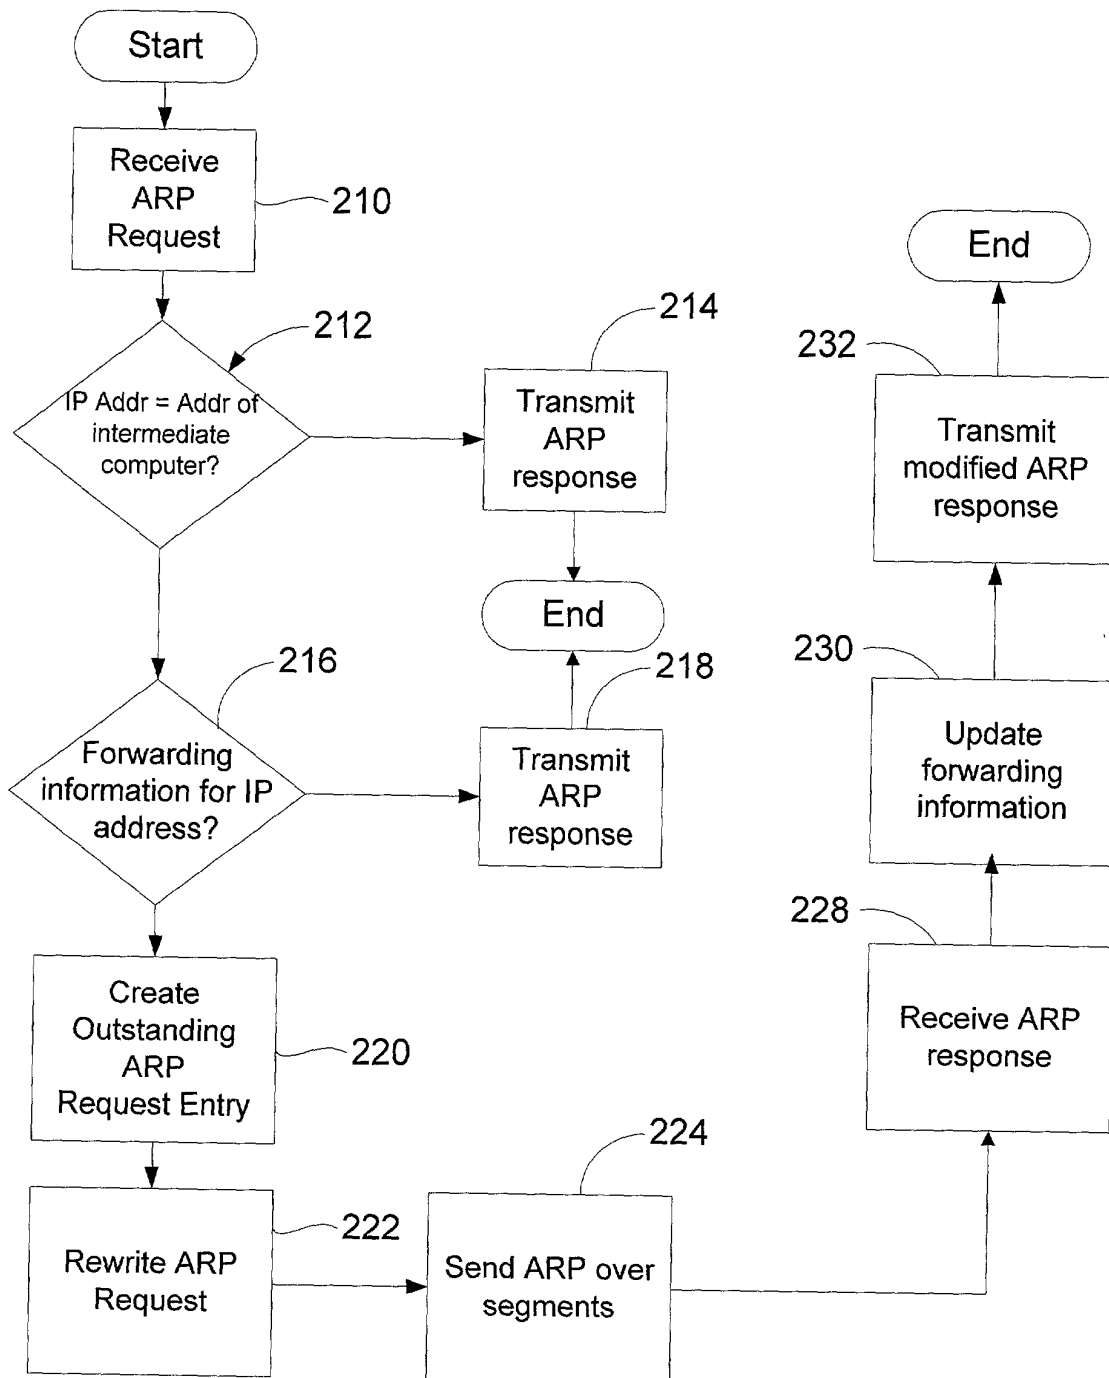 Start
Receive
ARP
Request
210
212
IP Addr = Addr of
intermediate
computer?
214
Transmit
ARP
response
End
216
Forwarding
information for IP
address?
218
Transmit
ARP
response
Create
Outstanding
ARP
Request Entry
220
Rewrite ARP
Request
222
224
Send ARP over
segments
228
Receive ARP
response
230
Update
forwarding
information
232
Transmit
modified ARP
response
End